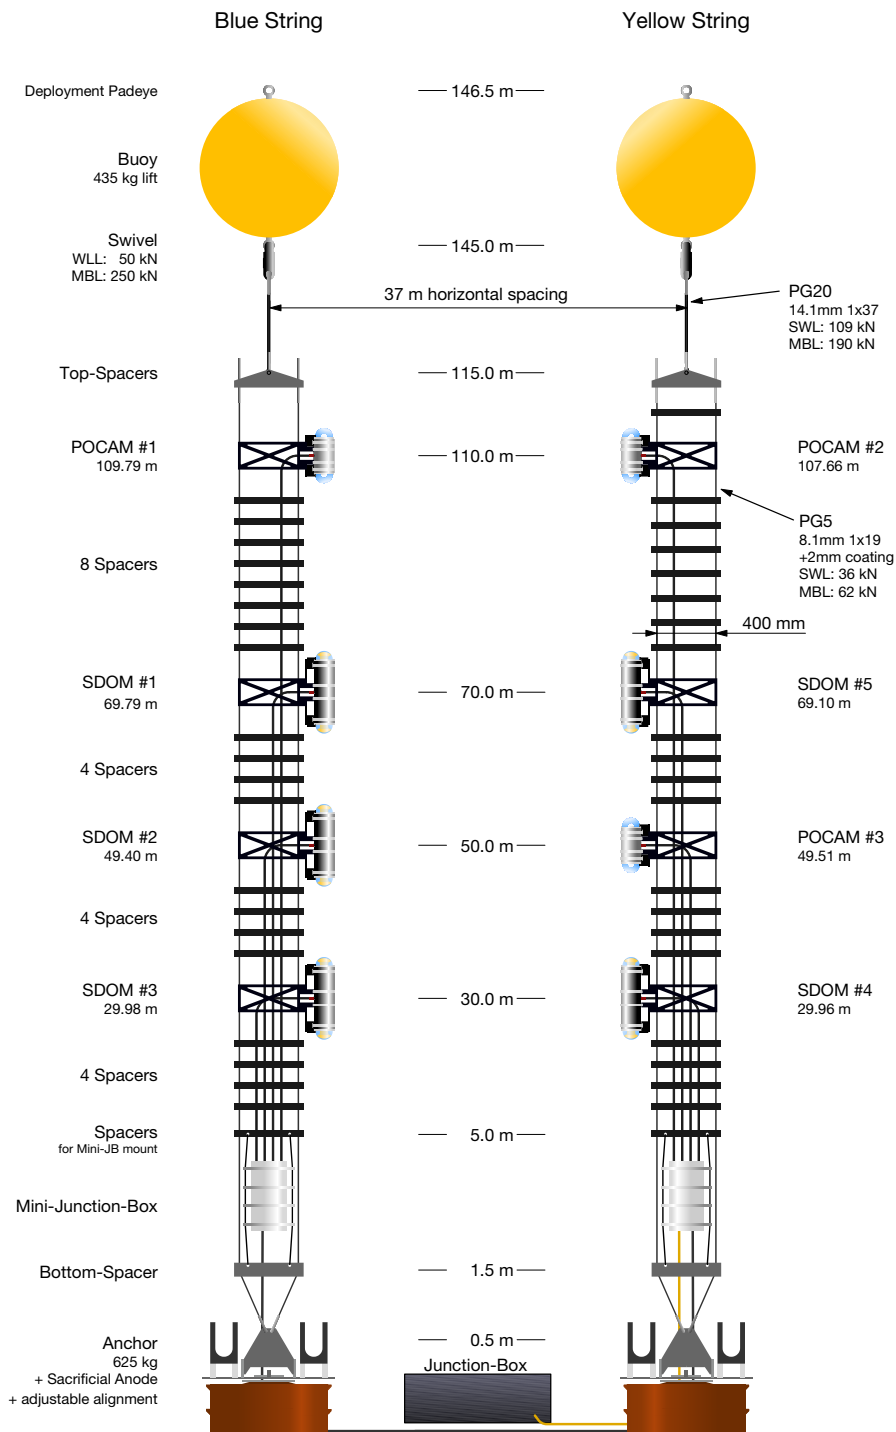 Blue String
Yellow String
Deployment Padeye
146.5 m
Buoy
435 kg lift
Swivel
WLL: 50 kN
MBL: 250 kN
145.0 m
37 m horizontal spacing
PG20
14.1mm 1x37
SWL: 109 kN
MBL: 190 kN
Top-Spacers
115.0 m
POCAM #1
109.79 m
110.0 m
POCAM #2
107.66 m
PG5
8.1mm 1x19
+2mm coating
SWL: 36 kN
MBL: 62 kN
8 Spacers
400 mm
SDOM #1
69.79 m
70.0 m
SDOM #5
69.10 m
4 Spacers
SDOM #2
49.40 m
50.0 m
POCAM #3
49.51 m
4 Spacers
SDOM #3
29.98 m
30.0 m
SDOM #4
29.96 m
4 Spacers
Spacers
for Mini-JB mount
5.0 m
Mini-Junction-Box
Bottom-Spacer
1.5 m
Anchor
625 kg
+ Sacrificial Anode
+ adjustable alignment
0.5 m
Junction-Box